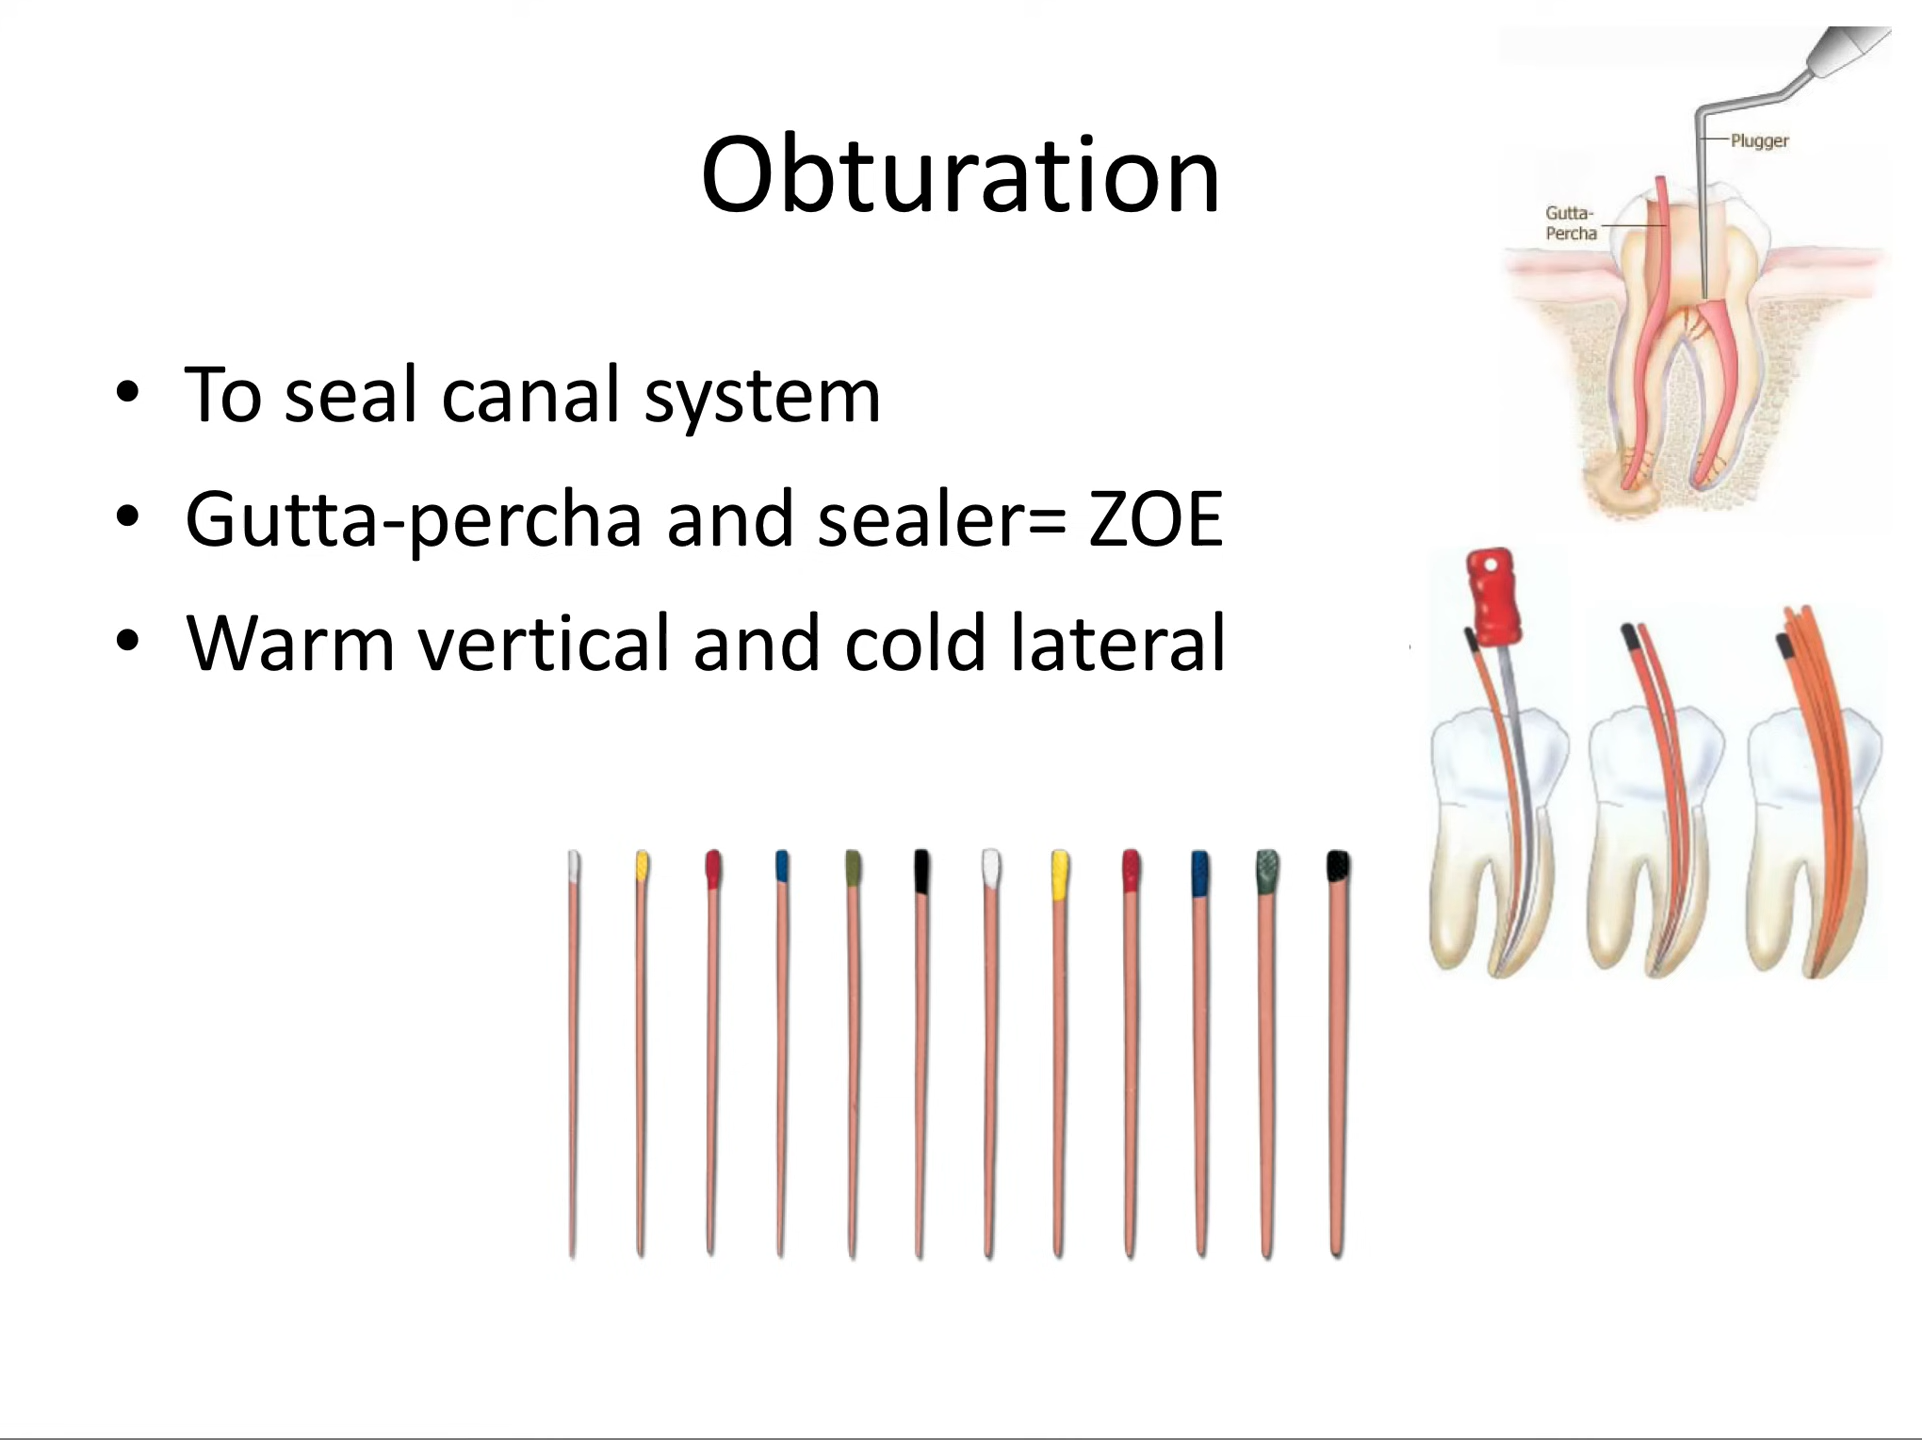 Obturation
• To seal canal system
• Gutta-percha and sealer= ZOE
• Warm vertical and cold lateral
Plugger
Gutta-
Percha